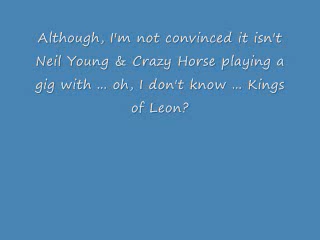 Although, I'm not convinced it isn't
Neil Young & Crazy Horse playing a
gig with ... oh, I don't know ... Kings
of Leon?